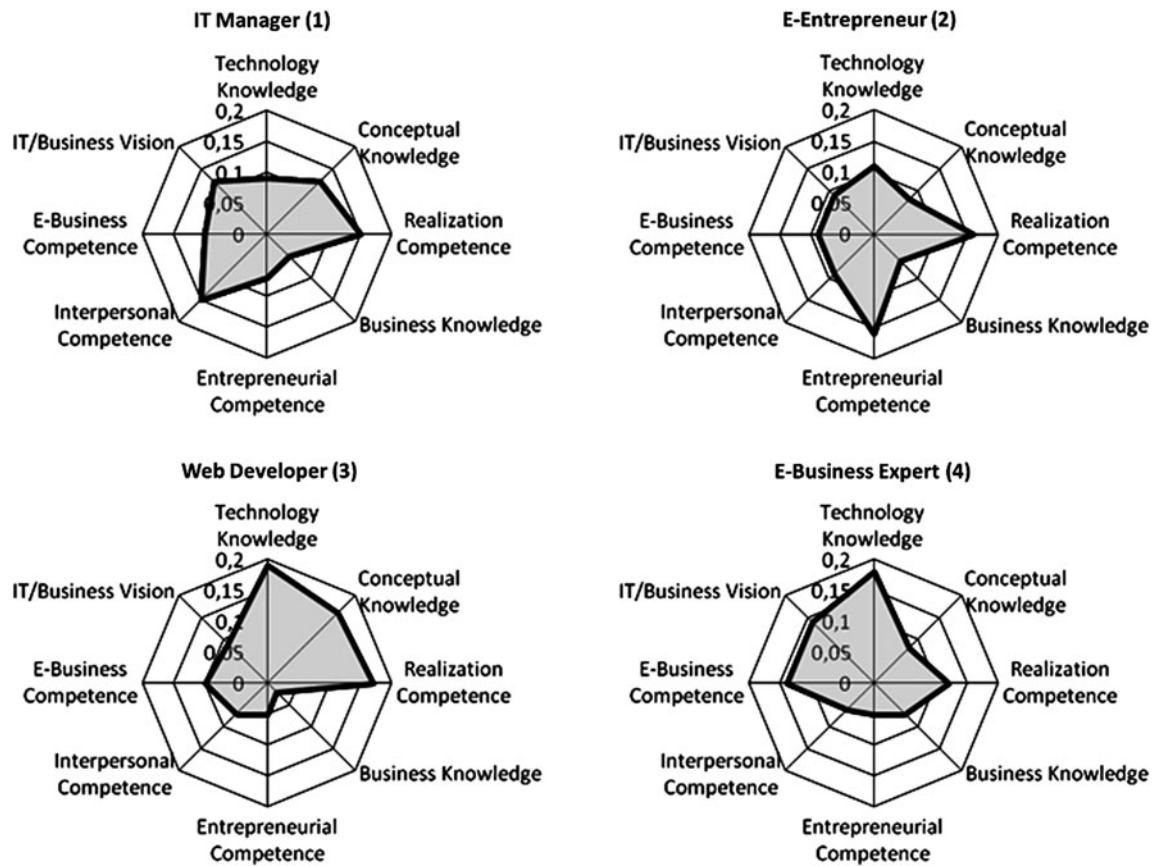 IT Manager (1)
Technology
Knowledge
0,2
IT/Business Vision
0,15
Conceptual
Knowledge
0,1
0,05
E-Business
Competence
0
Realization
Competence
Interpersonal
Competence
Business Knowledge
Entrepreneurial
Competence
E-Entrepreneur (2)
Technology
Knowledge
0,2
IT/Business Vision
0,15
Conceptual
Knowledge
0,1
0,05
E-Business
Competence
0
Realization
Competence
Interpersonal
Competence
Business Knowledge
Entrepreneurial
Competence
Web Developer (3)
Technology
Knowledge
0,2
IT/Business Vision
0,15
Conceptual
Knowledge
0,1
0,05
E-Business
Competence
0
Realization
Competence
Interpersonal
Competence
Business Knowledge
Entrepreneurial
Competence
E-Business Expert (4)
Technology
Knowledge
0,2
IT/Business Vision
0,15
Conceptual
Knowledge
0,1
0,05
E-Business
Competence
0
Realization
Competence
Interpersonal
Competence
Business Knowledge
Entrepreneurial
Competence